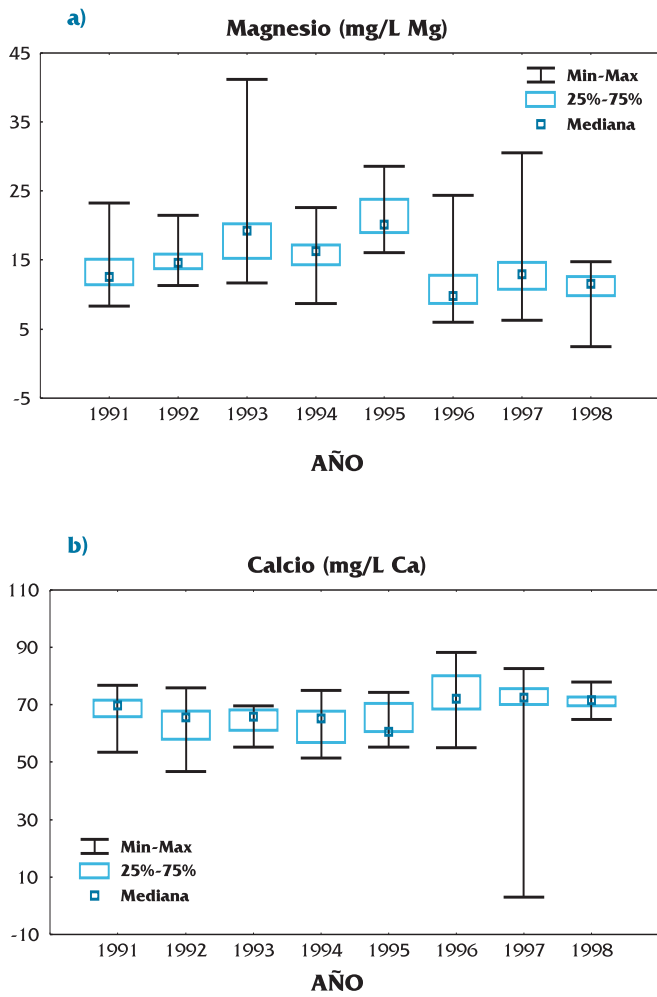 a)
Magnesio (mg/L Mg)
45
35
25
15
5
-5
Min-Max
25%-75%
Mediana
1991 1992 1993 1994 1995 1996 1997 1998
AÑO
b)
Calcio (mg/L Ca)
110
90
70
50
30
10
-10
Min-Max
25%-75%
Mediana
1991 1992 1993 1994 1995 1996 1997 1998
AÑO